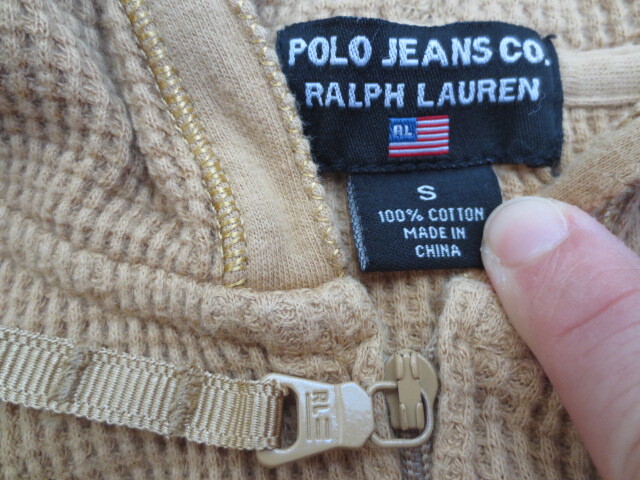 POLO JEANS CO.
RALPH LAUREN
RL
S
100% COTTON
MADE IN
CHINA
RL